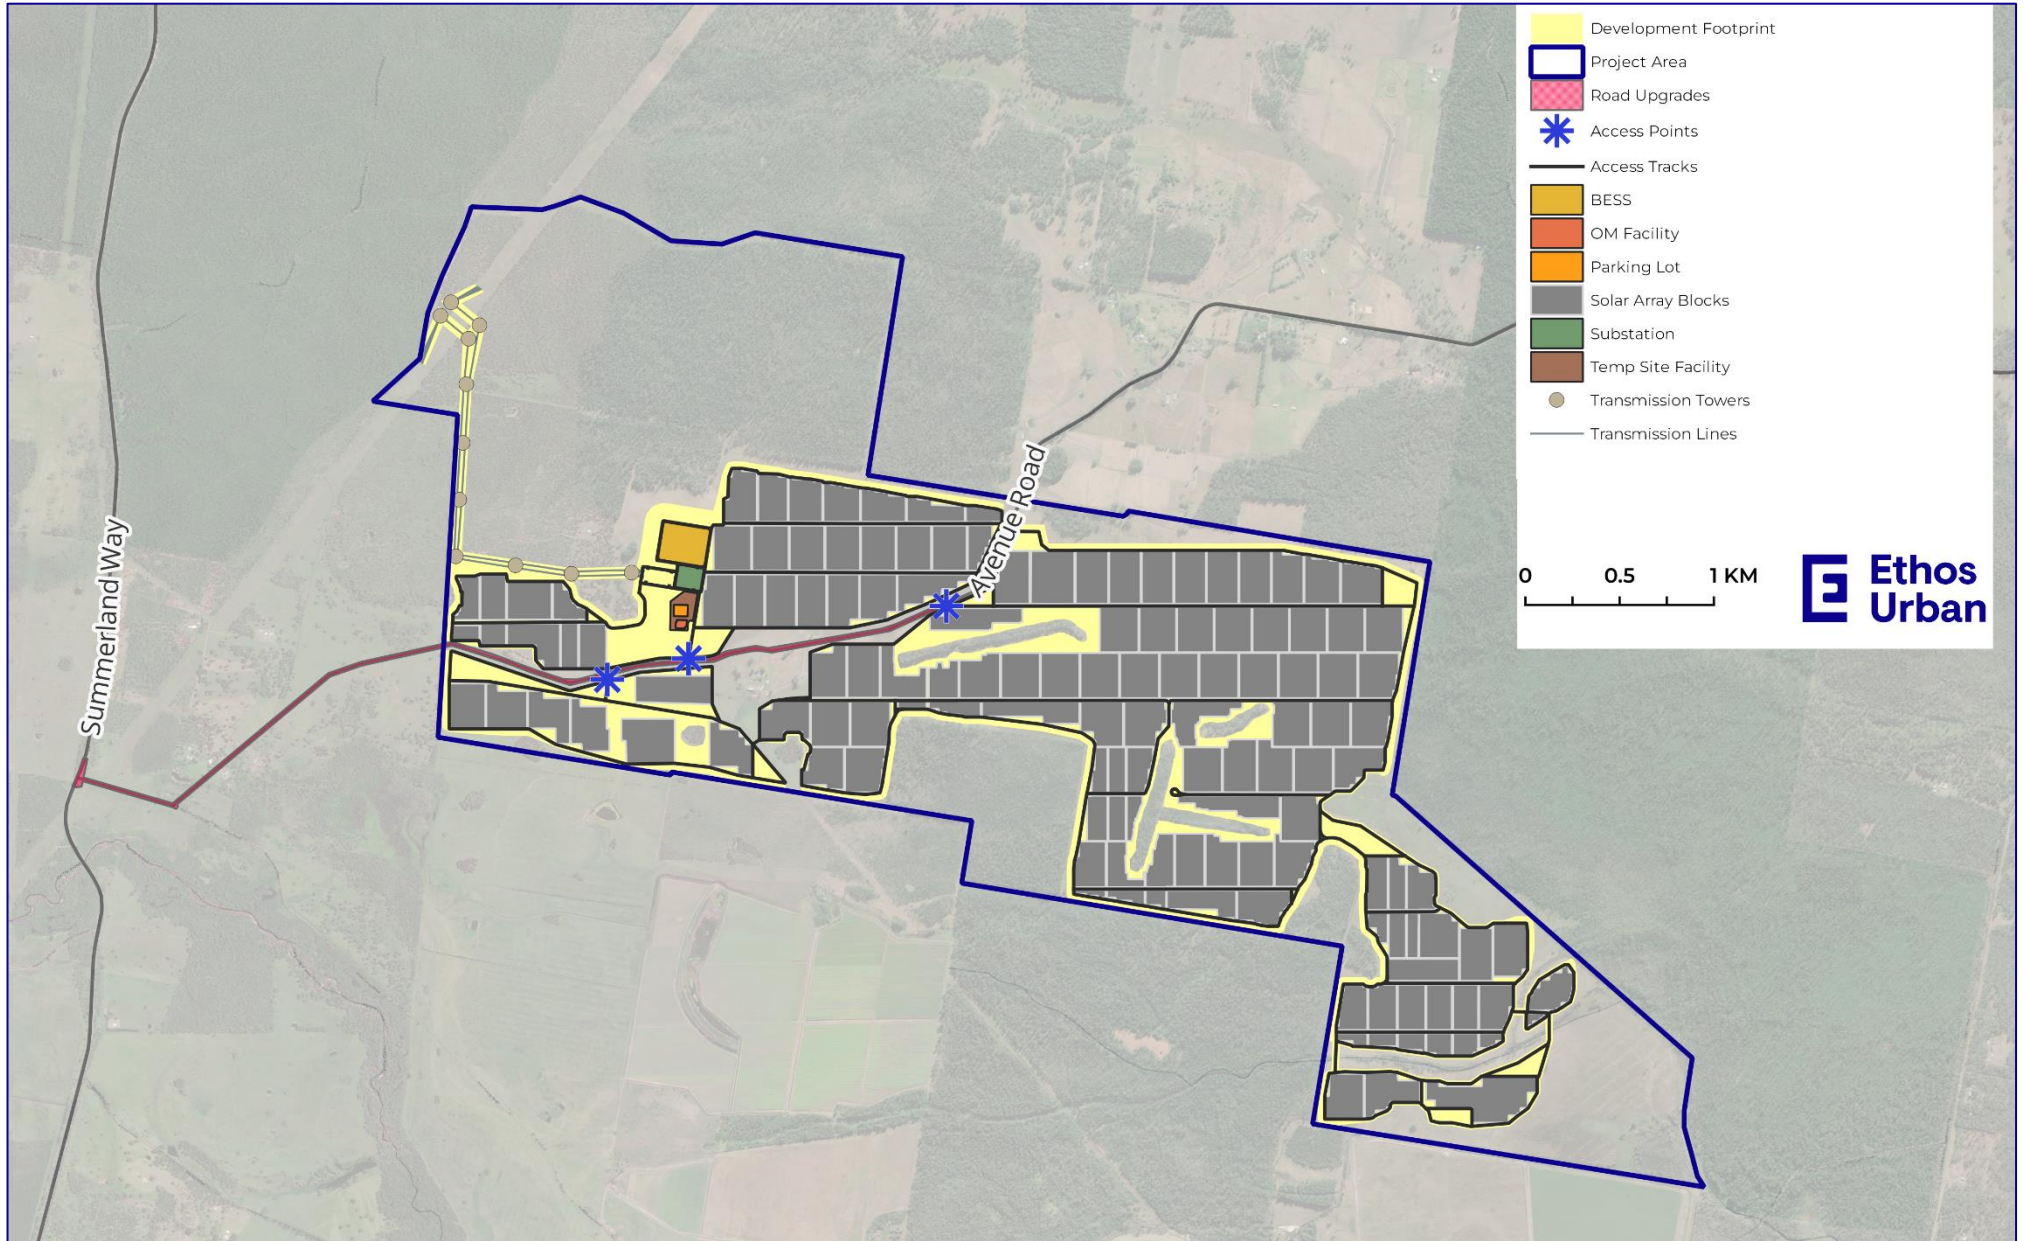 Development Footprint
Project Area
Road Upgrades
Access Points
Access Tracks
BESS
OM Facility
Parking Lot
Solar Array Blocks
Substation
Temp Site Facility
Transmission Towers
Transmission Lines
0 0.5 1 KM
Ethos
Urban
Avenue Road
Summerland Way